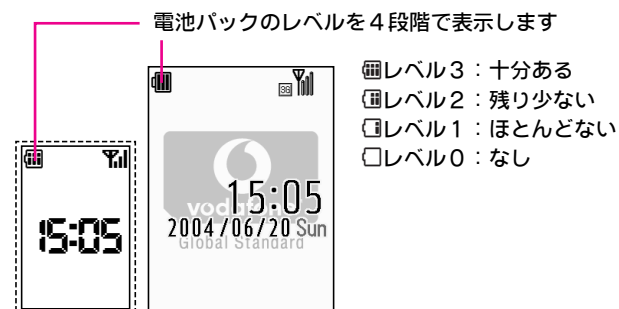 電池パックのレベルを4段階で表示します
レベル3：十分ある
レベル2：残り少ない
レベル1：ほとんどない
レベル0：なし
3G
15:05
vodafone
15:05
2004/06/20 Sun
Global Standard